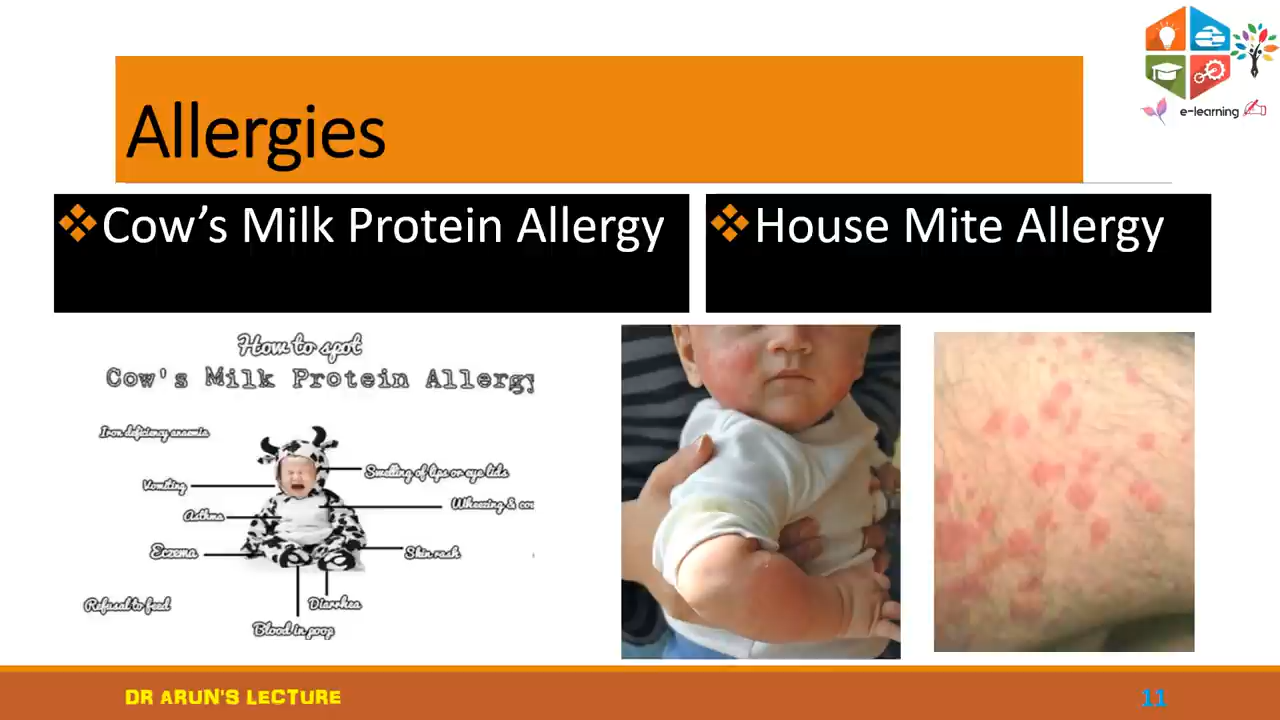 e-learning
Allergies
Cow’s Milk Protein Allergy
House Mite Allergy
How to spot
Cow's Milk Protein Allergy
Iron deficiency anaemia
Swelling of lips or eye lids
Vomiting
Wheezing & co
Asthma
Eczema
Skin rash
Refusal to feed
Diarrhea
Blood in poop
DR ARUN'S LECTURE
11